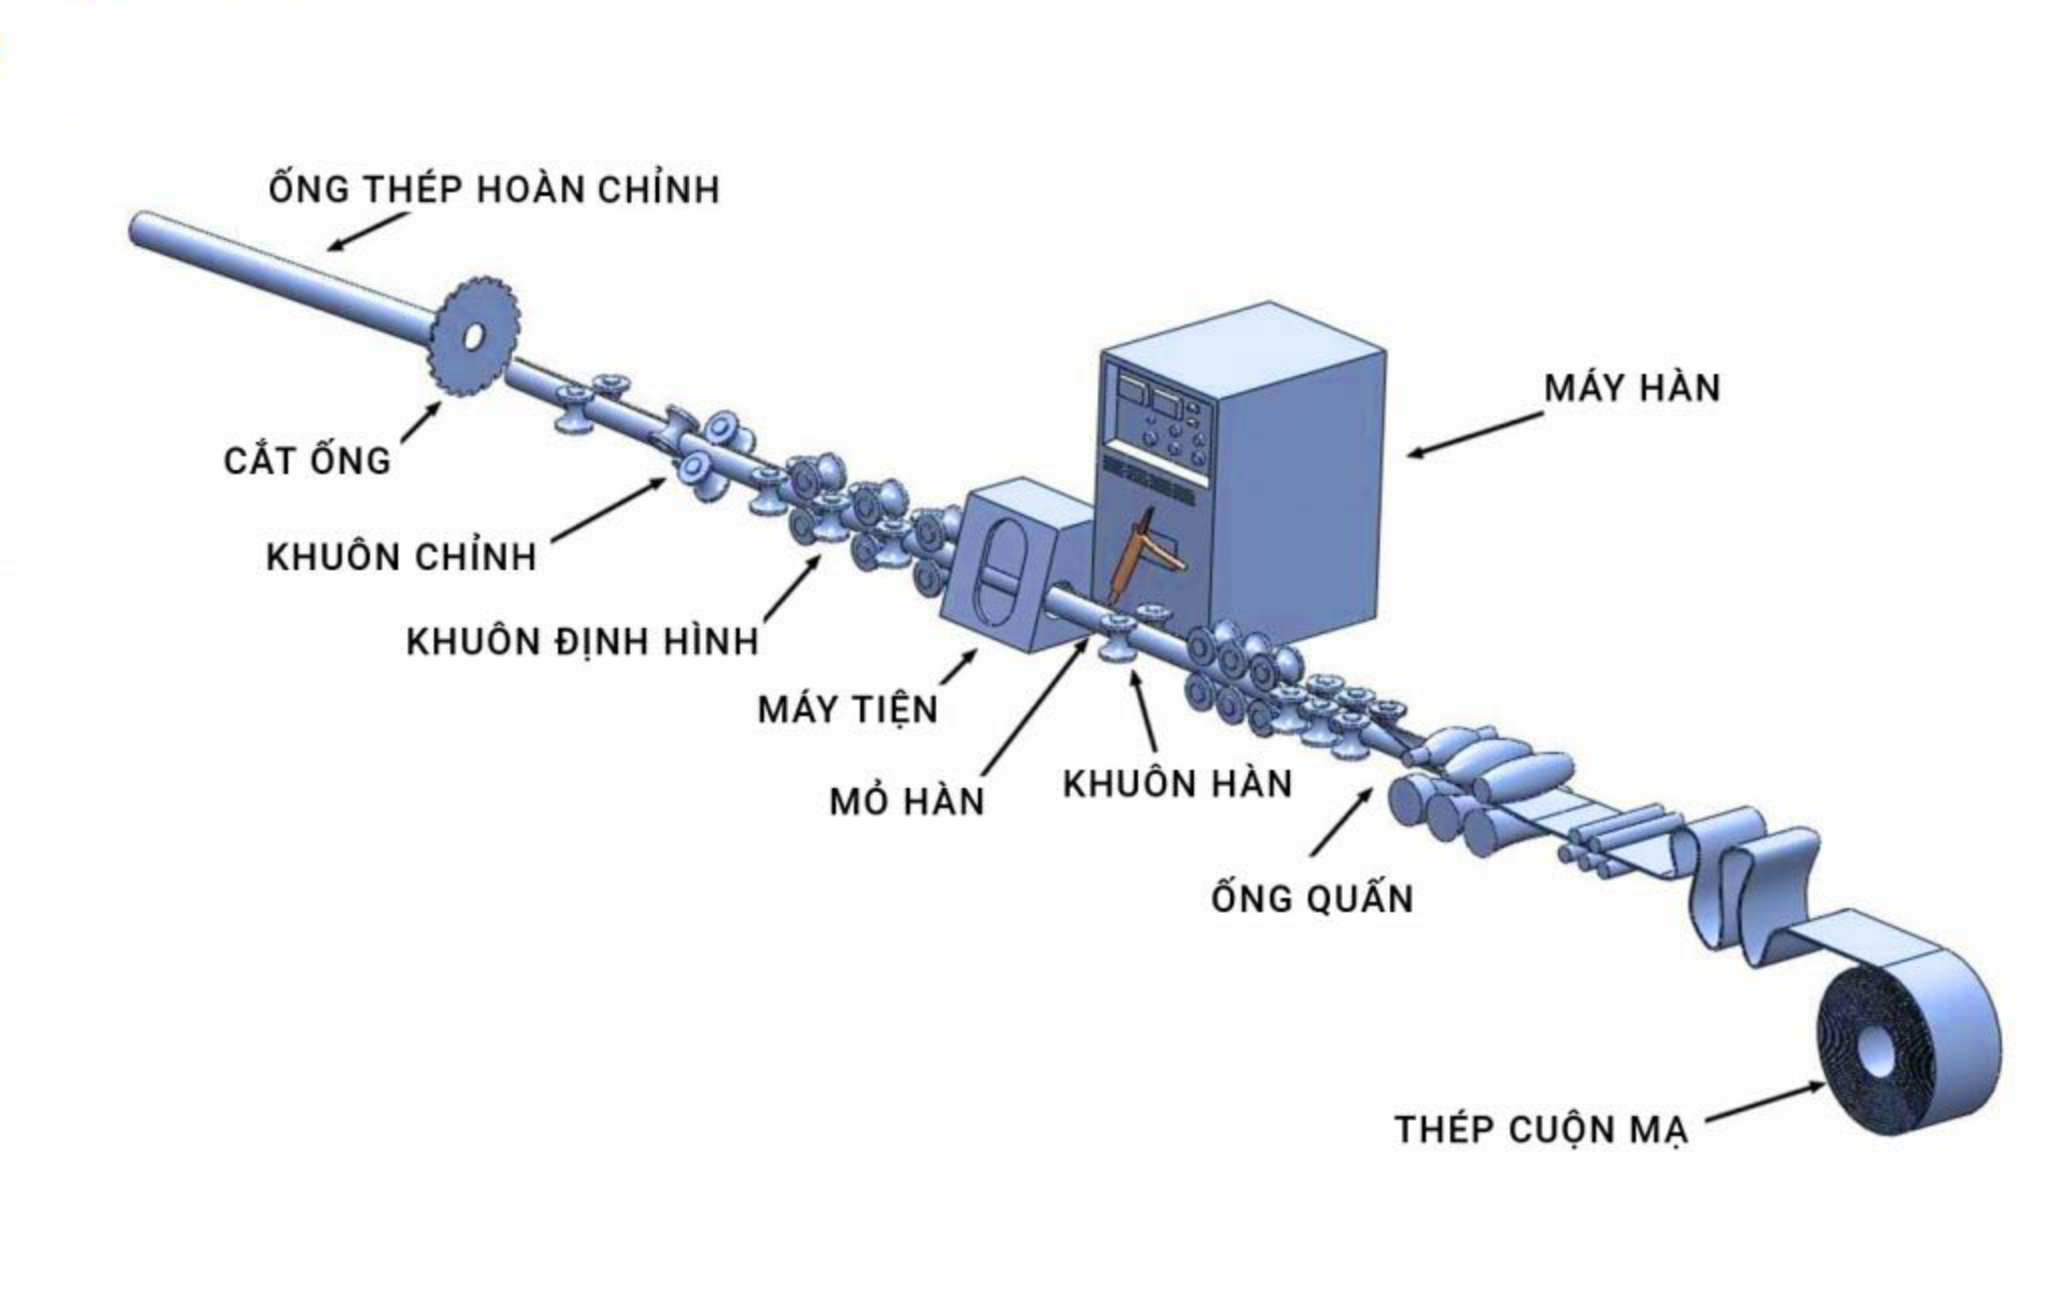 ỐNG THÉP HOÀN CHỈNH
MÁY HÀN
CẮT ỐNG
KHUÔN CHỈNH
KHUÔN ĐỊNH HÌNH
MÁY TIỆN
MỎ HÀN
KHUÔN HÀN
ỐNG QUẤN
THÉP CUỘN MẠ